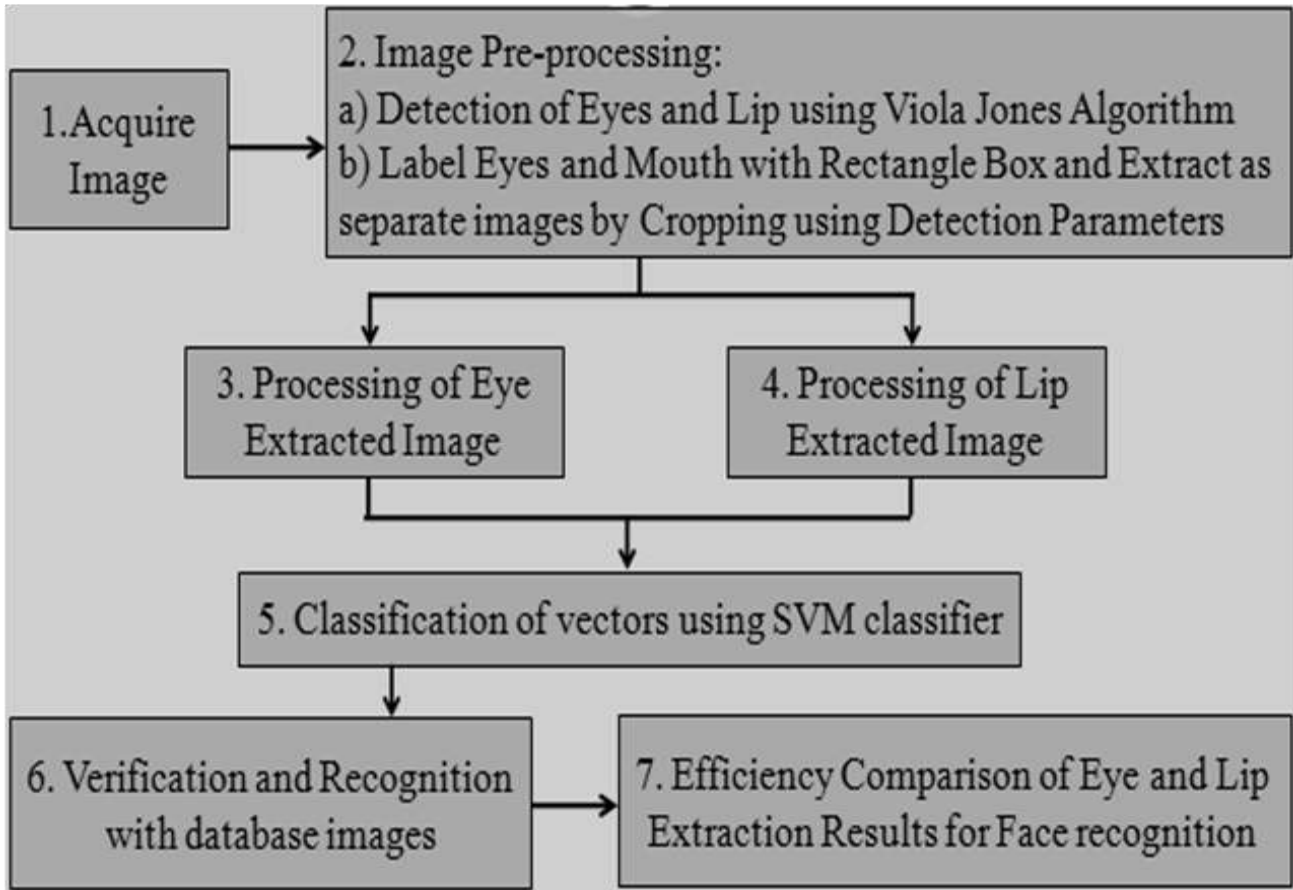 1.Acquire
Image
2. Image Pre-processing:
a) Detection of Eyes and Lip using Viola Jones Algorithm
b) Label Eyes and Mouth with Rectangle Box and Extract as
separate images by Cropping using Detection Parameters
3. Processing of Eye
Extracted Image
4. Processing of Lip
Extracted Image
5. Classification of vectors using SVM classifier
6. Verification and Recognition
with database images
7. Efficiency Comparison of Eye and Lip
Extraction Results for Face recognition